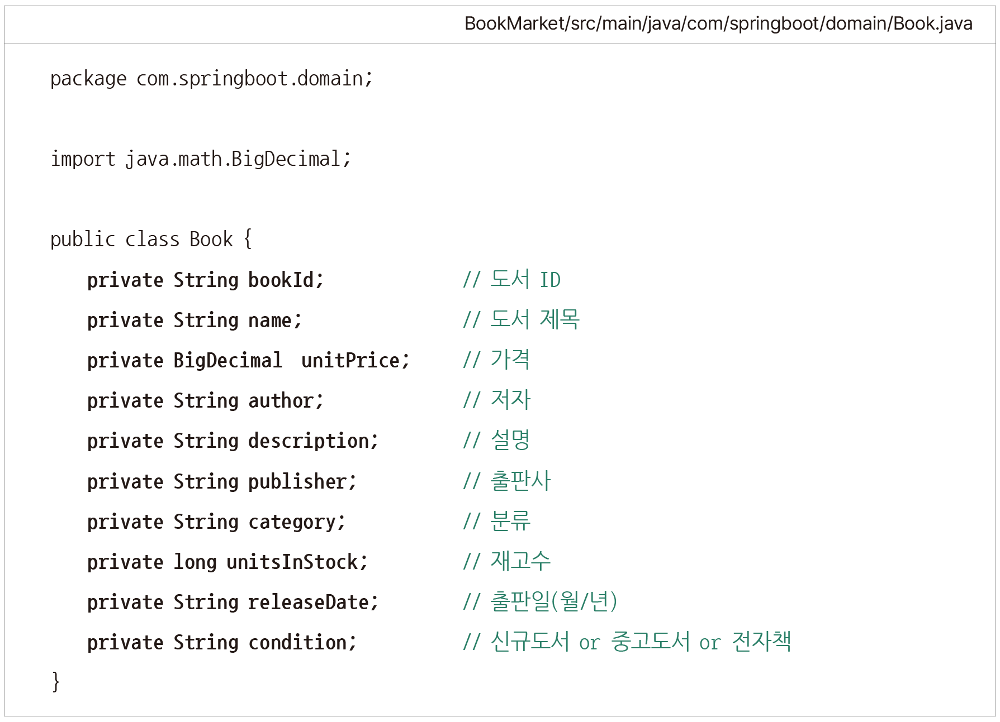 BookMarket/src/main/java/com/springboot/domain/Book.java
package com.springboot.domain;
import java.math.BigDecimal;
public class Book {
private String bookId; // 도서 ID
private String name; // 도서 제목
private BigDecimal unitPrice; // 가격
private String author; // 저자
private String description; // 설명
private String publisher; // 출판사
private String category; // 분류
private long unitsInStock; // 재고수
private String releaseDate; // 출판일(월/년)
private String condition; // 신규도서 or 중고도서 or 전자책
}